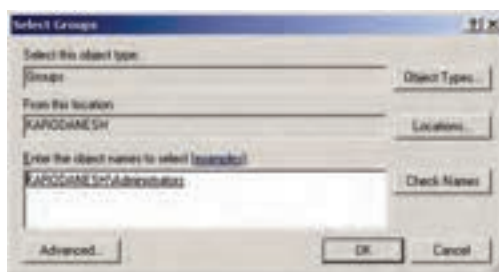 Select Groups
Select this object type:
Groups
Object Types...
From this location:
KARODANESH
Locations...
Enter the object names to select (examples):
KARODANESH\Administrators
Check Names
Advanced...
OK
Cancel